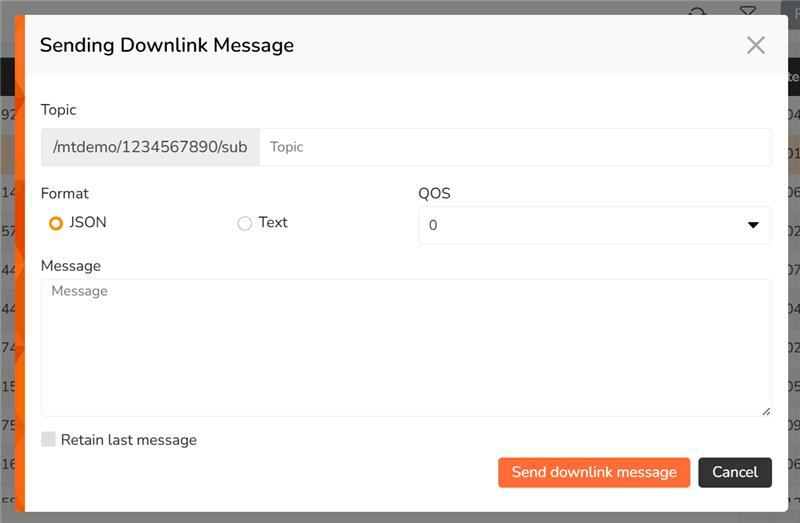 Sending Downlink Message
Topic
/mtdemo/1234567890/sub Topic
Format QOS
JSON Text 0
Message
Message
Retain last message
Send downlink message Cancel